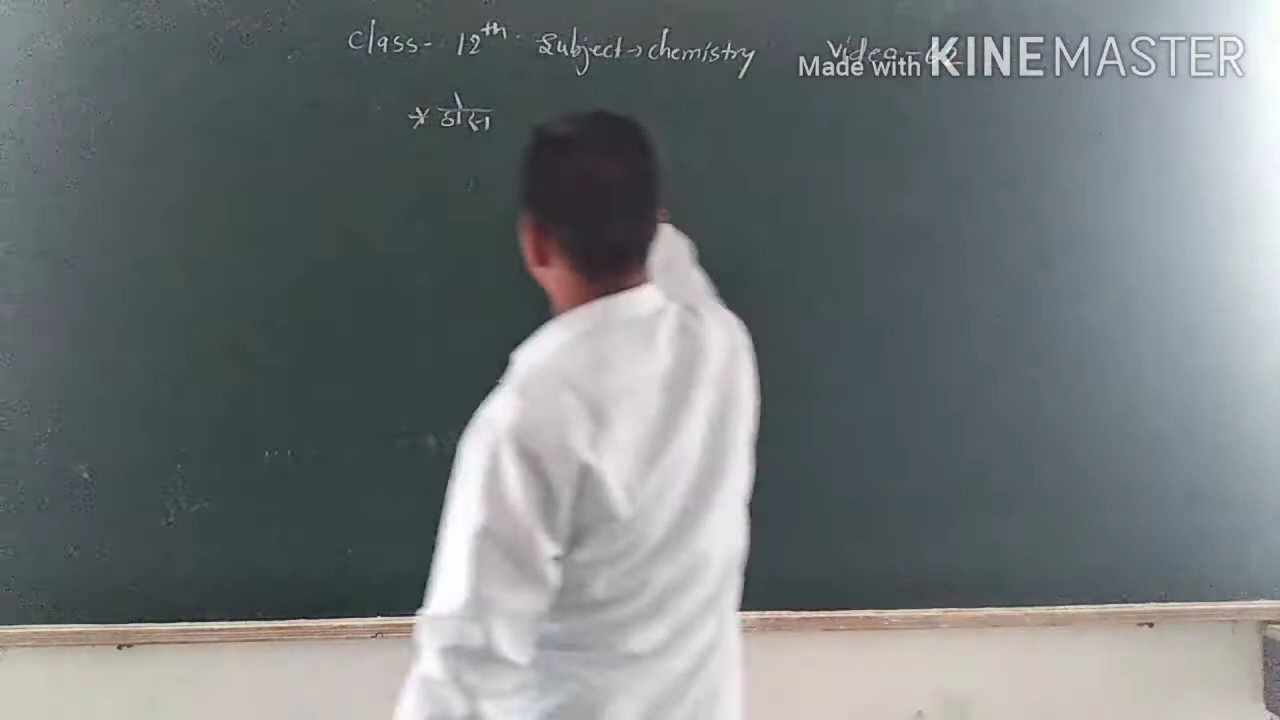 Class- 12th. Subject→chemistry Video-
Made with KINEMASTER
* ठोस